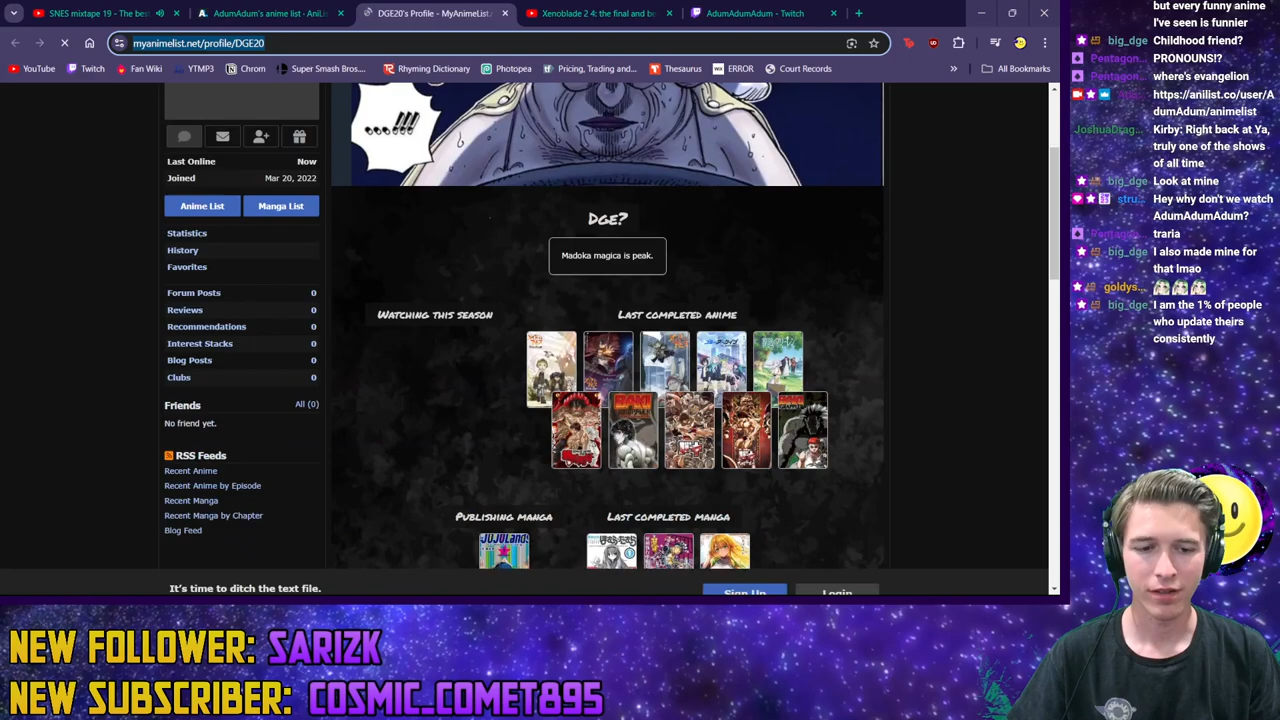 SNES mixtape 19 - The best
AdumAdum's anime list · AniLis
DGE20's Profile - MyAnimeList.
Xenoblade 2 4: the final and be
AdumAdumAdum - Twitch
myanimelist.net/profile/DGE20
YouTube
Twitch
Fan Wiki
YTMP3
Chrom
Super Smash Bros....
Rhyming Dictionary
Photopea
Pricing, Trading and...
Thesaurus
ERROR
Court Records
»
All Bookmarks
...!!!
Last Online Now
Joined Mar 20, 2022
Anime List Manga List
Statistics
History
Favorites
Forum Posts 0
Reviews 0
Recommendations 0
Interest Stacks 0
Blog Posts 0
Clubs 0
Friends All (0)
No friend yet.
RSS Feeds
Recent Anime
Recent Anime by Episode
Recent Manga
Recent Manga by Chapter
Blog Feed
Dge?
Madoka magica is peak.
Watching this season
Last completed anime
Publishing manga
Last completed manga
JOJOLands
It's time to ditch the text file.
Sign Up
Login
but every funny anime
I've seen is funnier
big_dge Childhood friend?
Pentagon... PRONOUNS!?
Pentagon... where's evangelion
https://anilist.co/user/A
dumAdum/animelist
JoshuaDrag... Kirby: Right back at Ya,
truly one of the shows
of all time
big_dge Look at mine
stru... Hey why don't we watch
AdumAdumAdum?
traria
big_dge I also made mine for
that lmao
goldys...
big_dge I am the 1% of people
who update theirs
consistently
NEW FOLLOWER: SARIZK
NEW SUBSCRIBER: COSMIC_COMET895